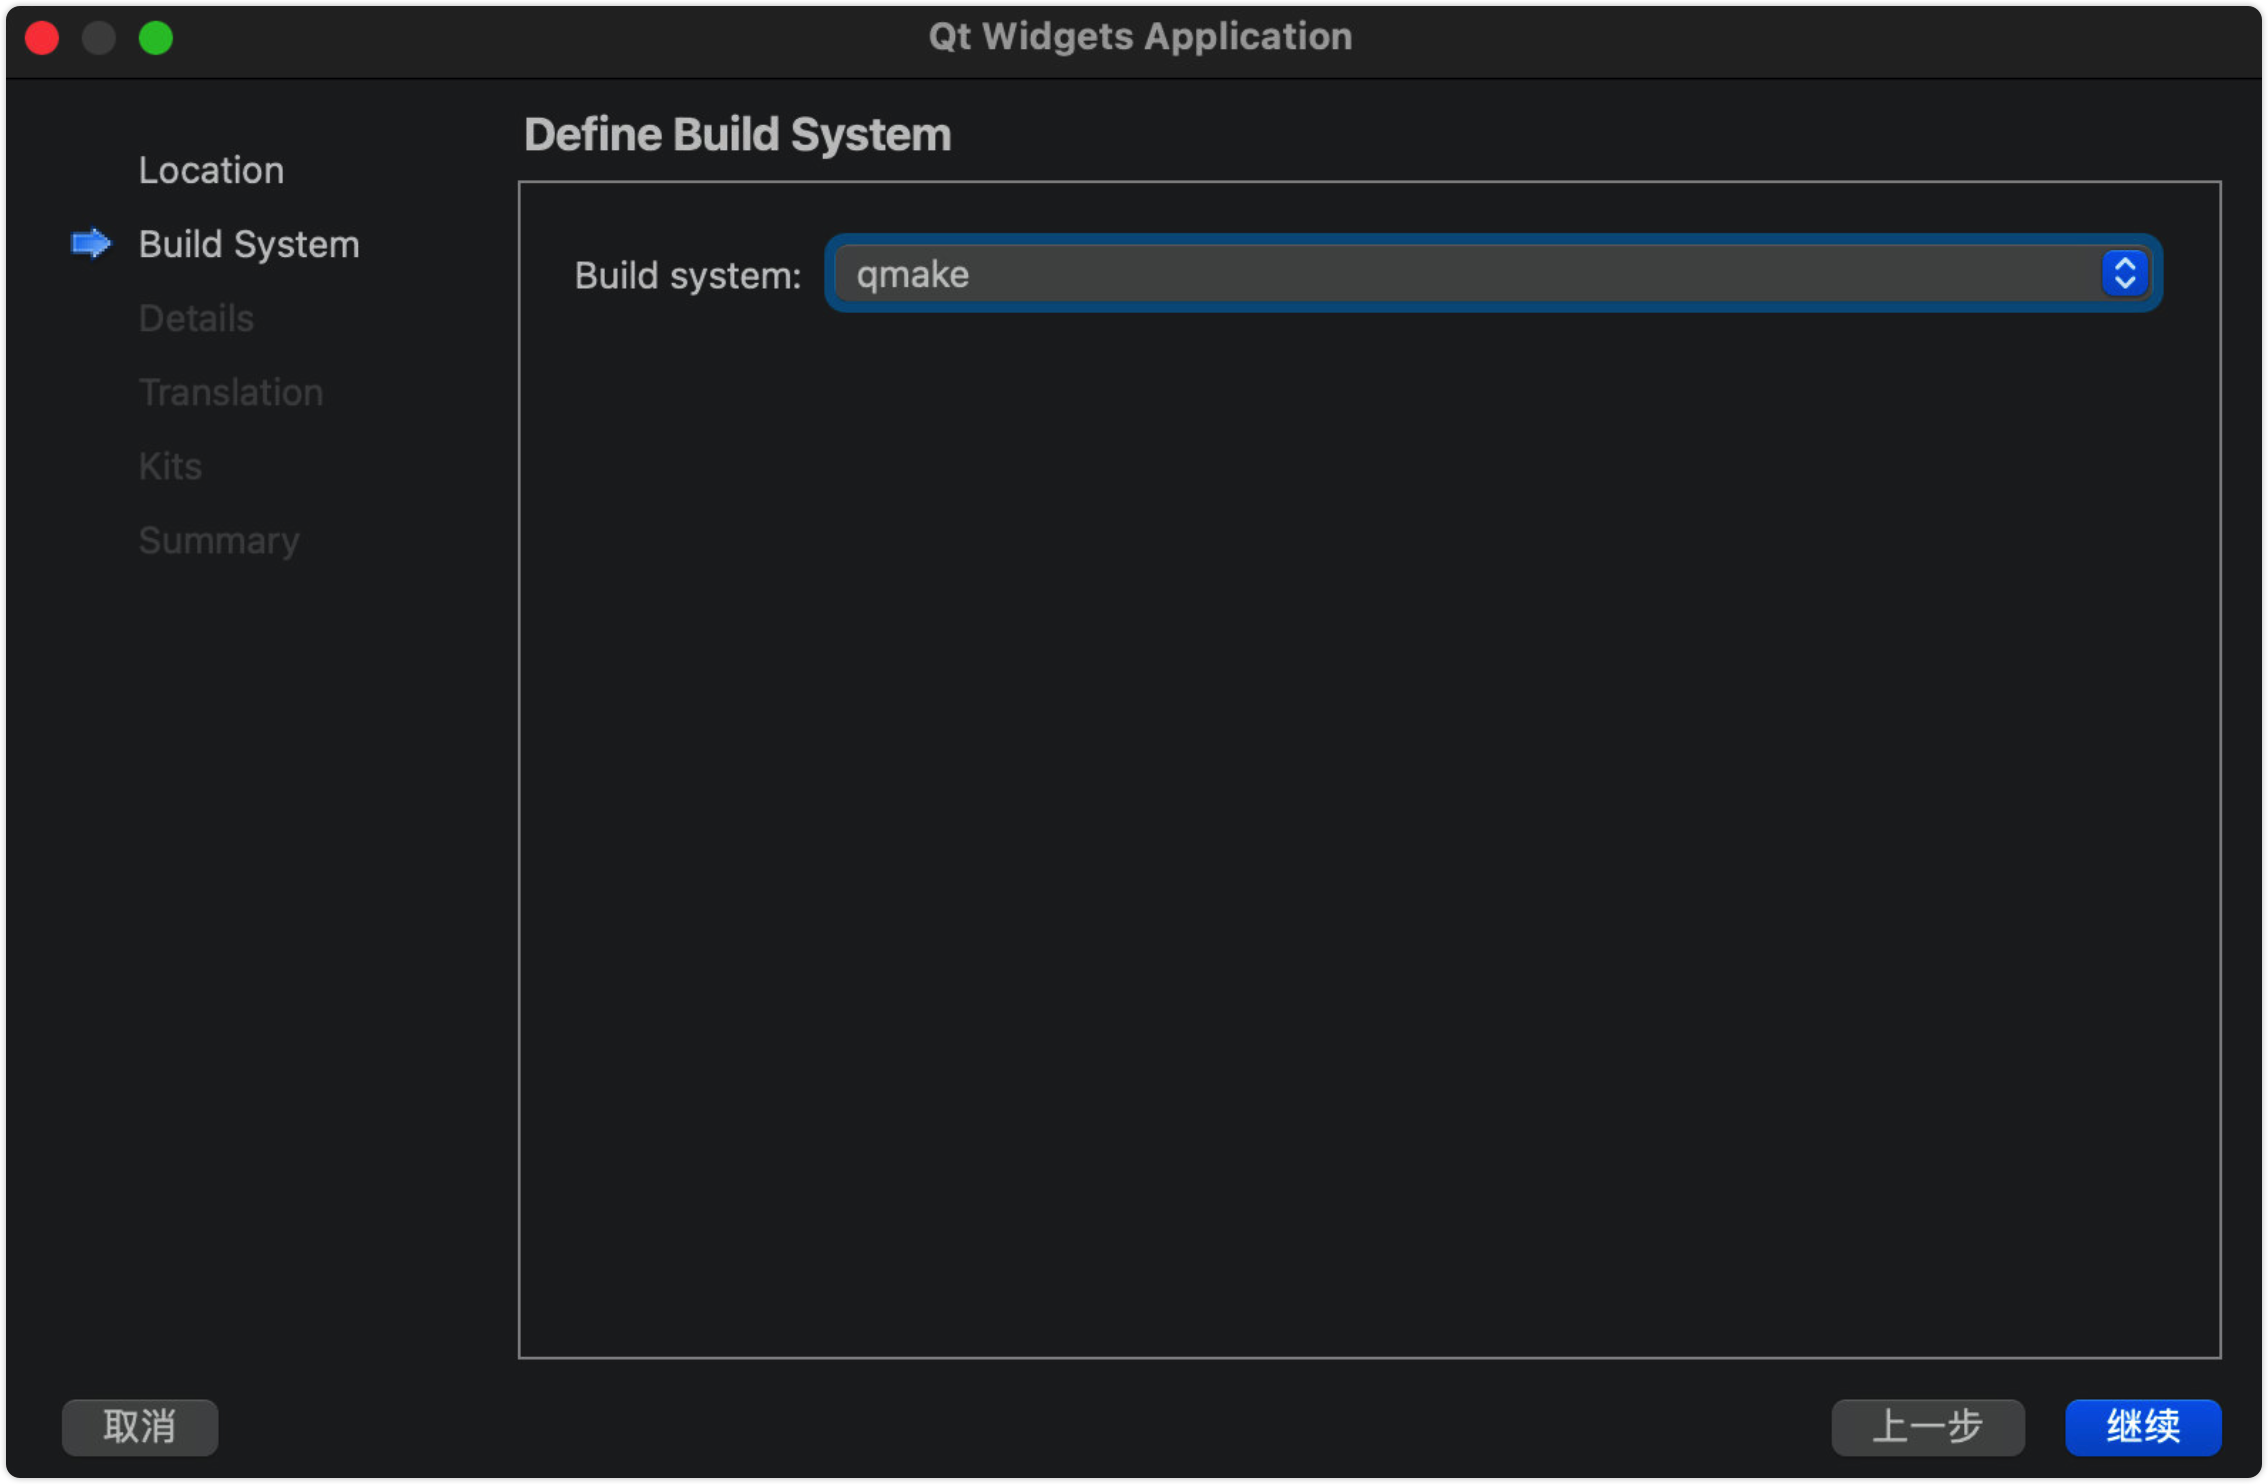 Qt Widgets Application
Location
Build System
Details
Translation
Kits
Summary
Define Build System
Build system: qmake
取消
上一步
继续